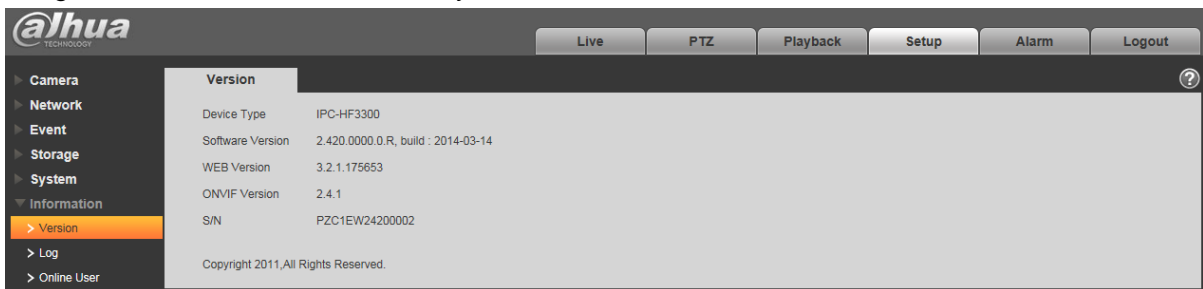 alhua
TECHNOLOGY
Live PTZ Playback Setup Alarm Logout
Camera
Network
Event
Storage
System
Information
> Version
> Log
> Online User
Version
?
Device Type IPC-HF3300
Software Version 2.420.0000.0.R, build : 2014-03-14
WEB Version 3.2.1.175653
ONVIF Version 2.4.1
S/N PZC1EW24200002
Copyright 2011,All Rights Reserved.